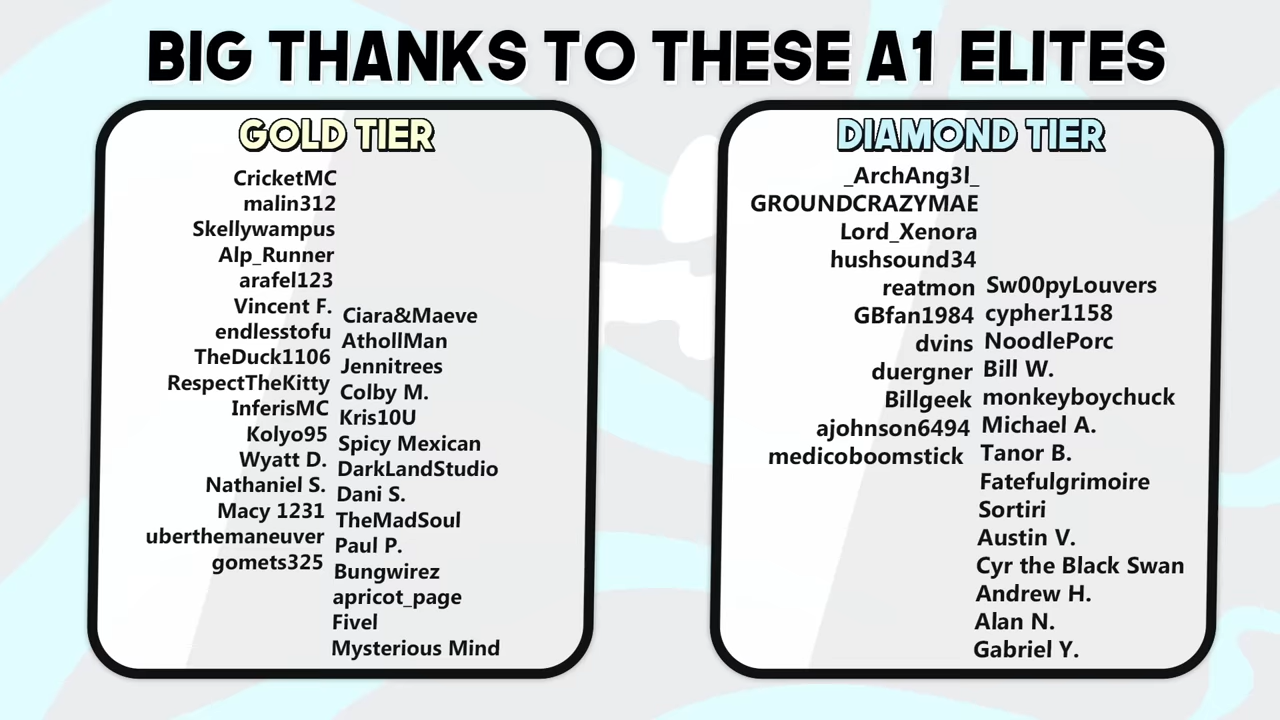 BIG THANKS TO THESE A1 ELITES
GOLD TIER
CricketMC
malin312
Skellywampus
Alp_Runner
arafel123
Vincent F.
endlesstofu
TheDuck1106
RespectTheKitty
InferisMC
Kolyo95
Wyatt D.
Nathaniel S.
Macy 1231
uberthemaneuver
gomets325
Ciara&Maeve
AthollMan
Jennitrees
Colby M.
Kris10U
Spicy Mexican
DarkLandStudio
Dani S.
TheMadSoul
Paul P.
Bungwirez
apricot_page
Fivel
Mysterious Mind
DIAMOND TIER
_ArchAng3l_
GROUNDCRAZYMAE
Lord_Xenora
hushsound34
reatmon
GBfan1984
dvins
duergner
Billgeek
ajohnson6494
medicoboomstick
Sw00pyLouvers
cypher1158
NoodlePorc
Bill W.
monkeyboychuck
Michael A.
Tanor B.
Fatefulgrimoire
Sortiri
Austin V.
Cyr the Black Swan
Andrew H.
Alan N.
Gabriel Y.